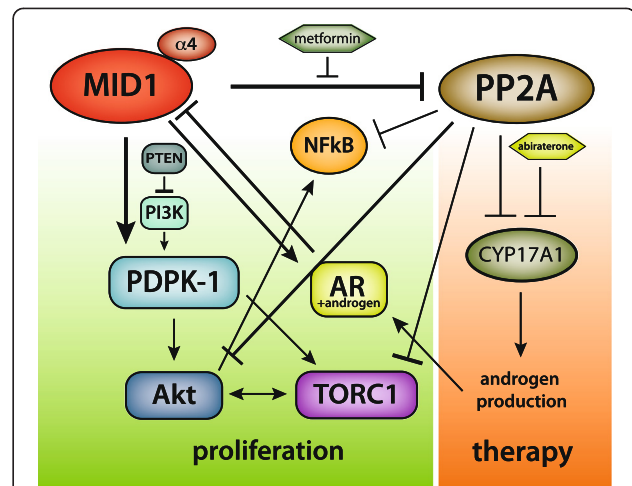 α4
metformin
MID1
PP2A
NFkB
PTEN
abiraterone
PI3K
CYP17A1
PDPK-1
AR
+androgen
Akt
TORC1
androgen
production
proliferation
therapy